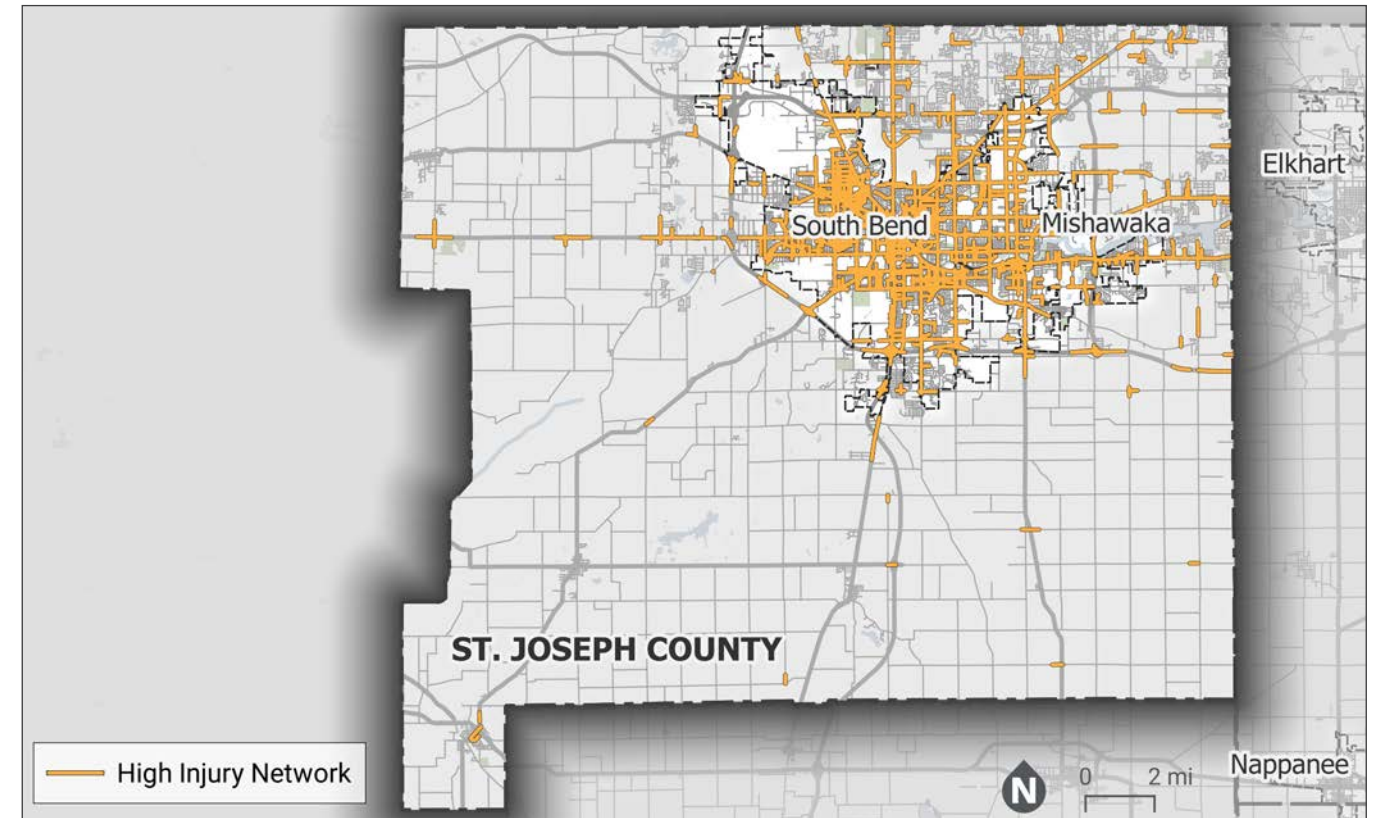 Elkhart
South Bend
Mishawaka
ST. JOSEPH COUNTY
High Injury Network
N
0 2 mi
Nappanee